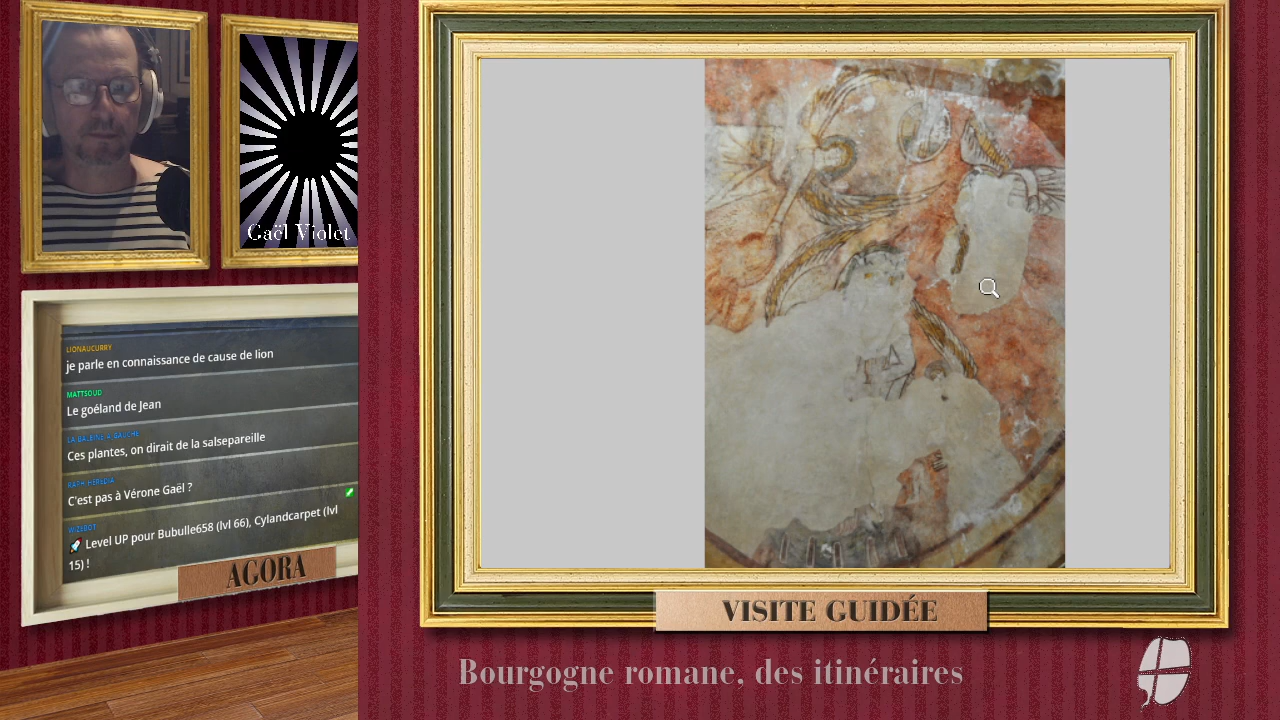 Gaël Violet
LIONAUCURRY
je parle en connaissance de cause de lion
MATTSOUD
Le goéland de Jean
LA BALEINE A GAUCHE
Ces plantes, on dirait de la salsepareille
RAPH HEREDIA
C'est pas à Vérone Gaël ?
WIZEBOT
Level UP pour Bubulle658 (lvl 66), Cylandcarpet (lvl
15) !
AGORA
VISITE GUIDÉE
Bourgogne romane, des itinéraires